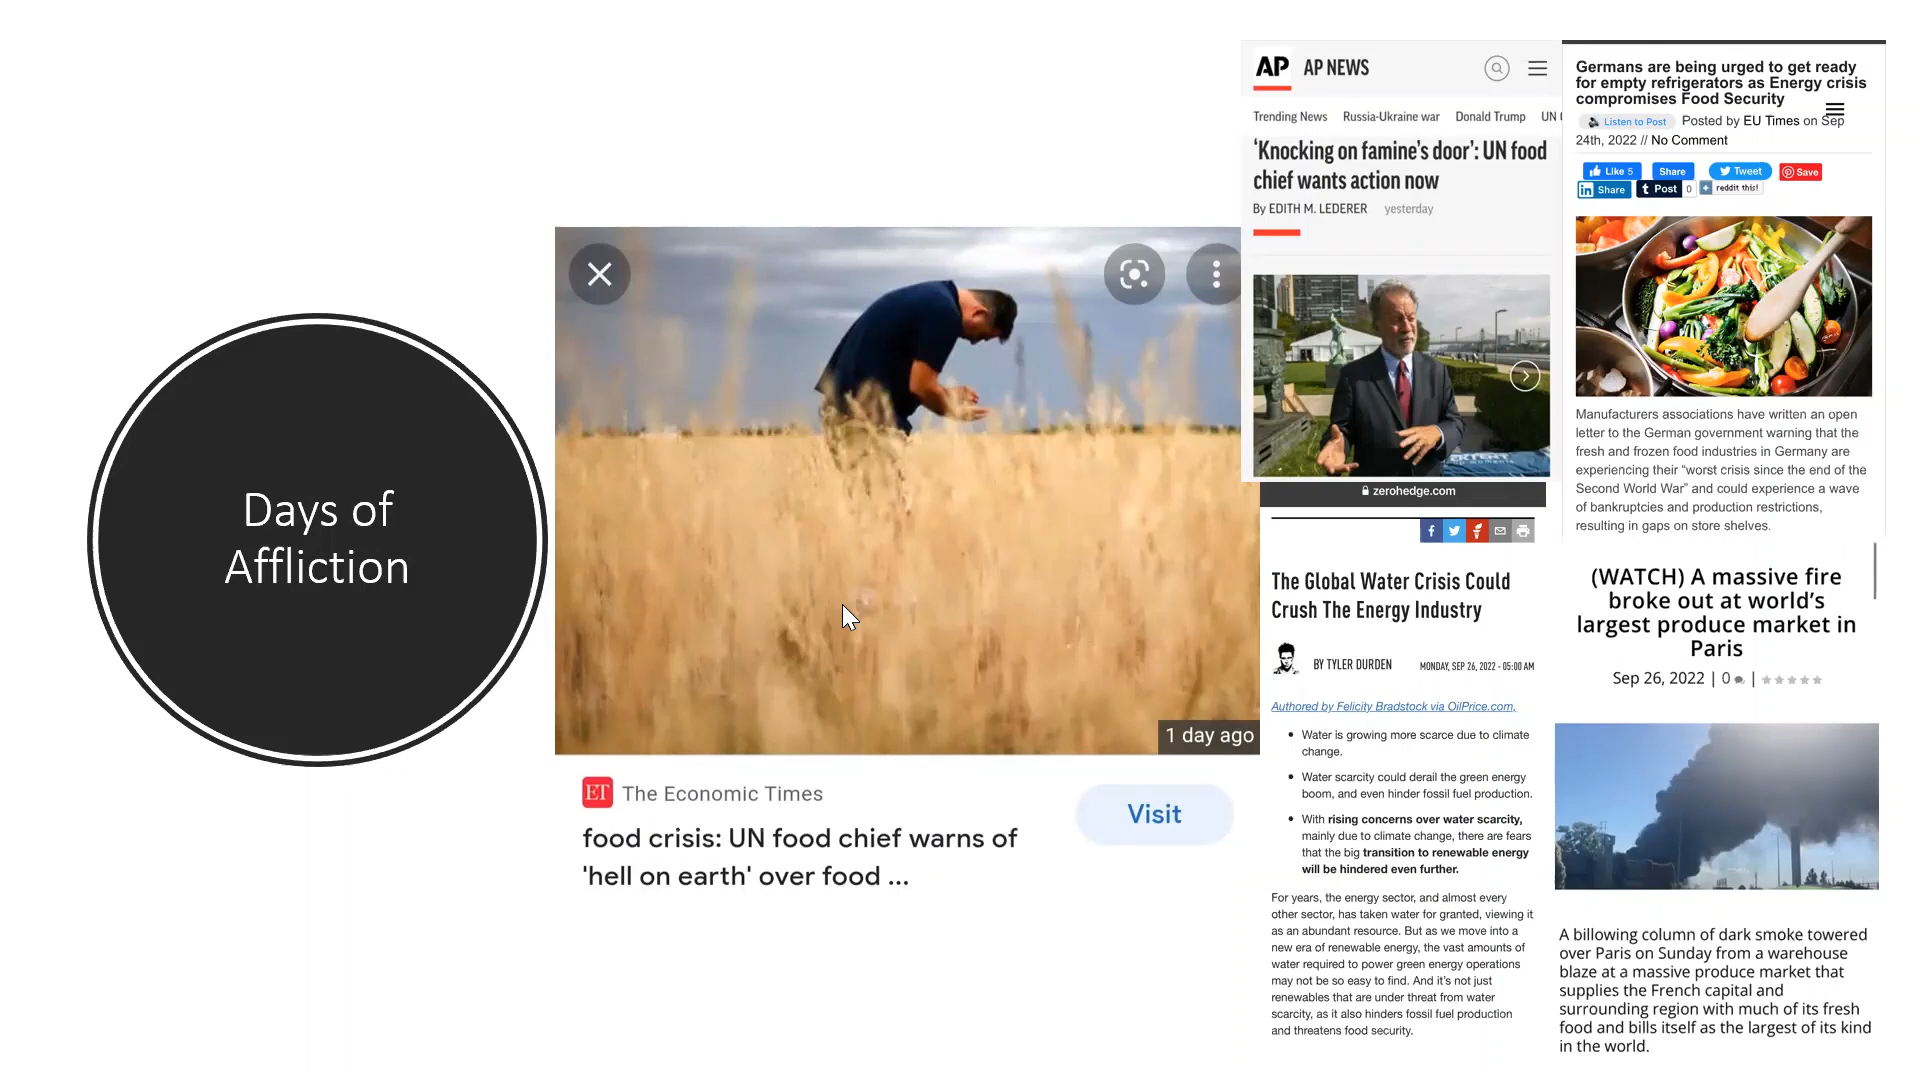 Days of
Affliction
1 day ago
ET The Economic Times
food crisis: UN food chief warns of
'hell on earth' over food ...
Visit
AP AP NEWS
Trending News Russia-Ukraine war Donald Trump UN
‘Knocking on famine’s door’: UN food
chief wants action now
By EDITH M. LEDERER yesterday
zerohedge.com
The Global Water Crisis Could
Crush The Energy Industry
BY TYLER DURDEN MONDAY, SEP 26, 2022 - 05:00 AM
Authored by Felicity Bradstock via OilPrice.com,
• Water is growing more scarce due to climate
change.
• Water scarcity could derail the green energy
boom, and even hinder fossil fuel production.
• With rising concerns over water scarcity,
mainly due to climate change, there are fears
that the big transition to renewable energy
will be hindered even further.
For years, the energy sector, and almost every
other sector, has taken water for granted, viewing it
as an abundant resource. But as we move into a
new era of renewable energy, the vast amounts of
water required to power green energy operations
may not be so easy to find. And it’s not just
renewables that are under threat from water
scarcity, as it also hinders fossil fuel production
and threatens food security.
Germans are being urged to get ready
for empty refrigerators as Energy crisis
compromises Food Security
Listen to Post Posted by EU Times on Sep
24th, 2022 // No Comment
Like 5 Share Tweet Save
in Share t Post 0 reddit this!
Manufacturers associations have written an open
letter to the German government warning that the
fresh and frozen food industries in Germany are
experiencing their “worst crisis since the end of the
Second World War” and could experience a wave
of bankruptcies and production restrictions,
resulting in gaps on store shelves.
(WATCH) A massive fire
broke out at world’s
largest produce market in
Paris
Sep 26, 2022 | 0 |
A billowing column of dark smoke towered
over Paris on Sunday from a warehouse
blaze at a massive produce market that
supplies the French capital and
surrounding region with much of its fresh
food and bills itself as the largest of its kind
in the world.